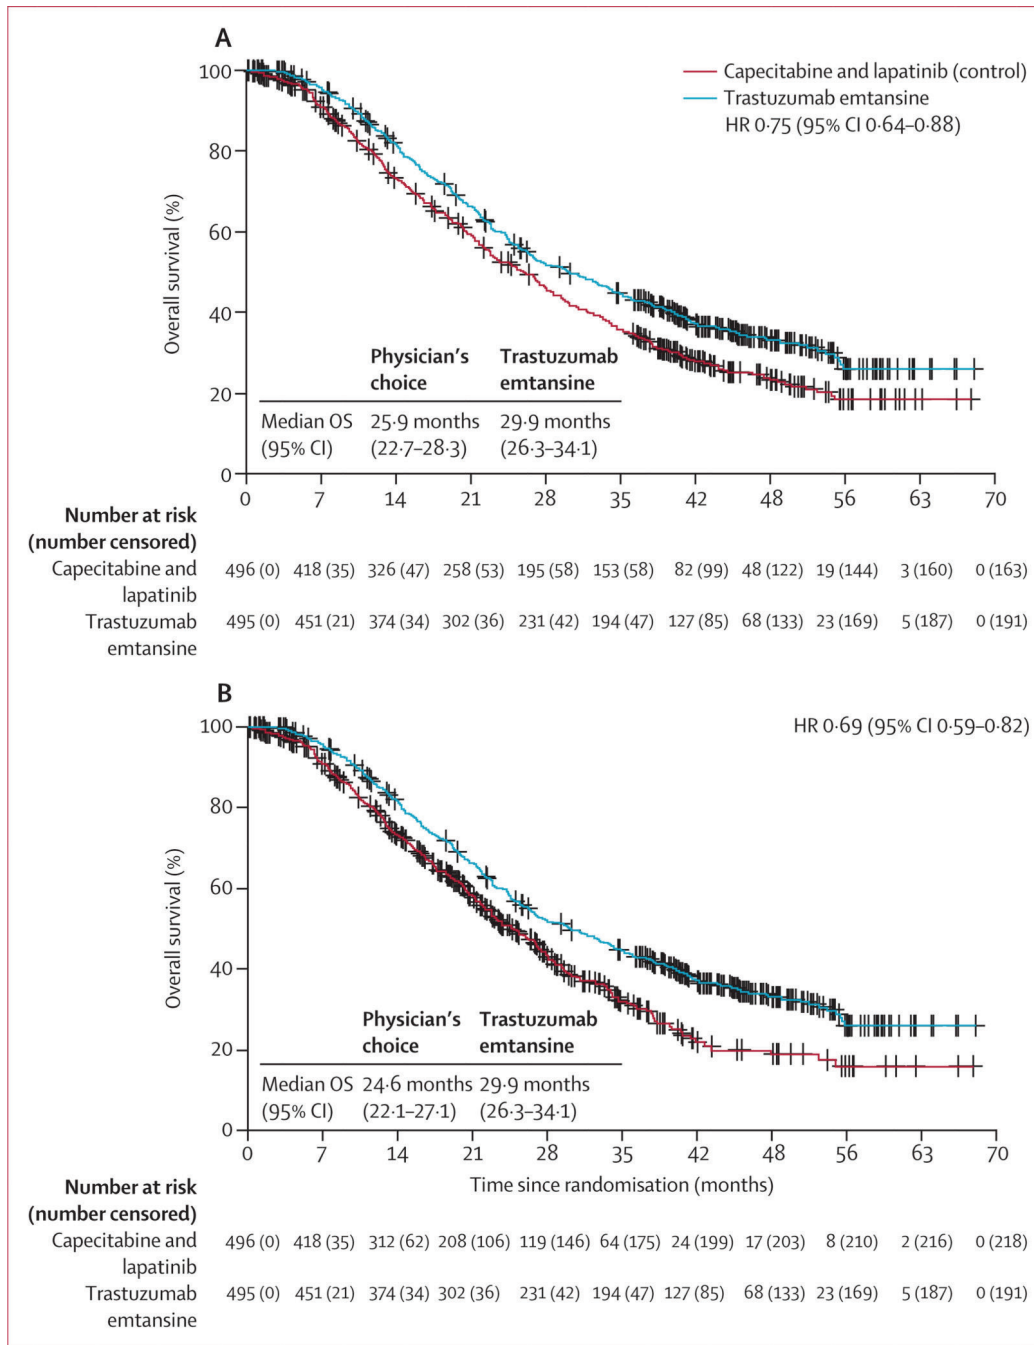 A
100
80
60
40
20
0
Overall survival (%)
Capecitabine and lapatinib (control)
Trastuzumab emtansine
HR 0·75 (95% CI 0·64–0·88)
Physician's choice
Trastuzumab emtansine
Median OS (95% CI)
25·9 months (22·7–28·3)
29·9 months (26·3–34·1)
0 7 14 21 28 35 42 48 56 63 70
Number at risk
(number censored)
Capecitabine and lapatinib
496 (0) 418 (35) 326 (47) 258 (53) 195 (58) 153 (58) 82 (99) 48 (122) 19 (144) 3 (160) 0 (163)
Trastuzumab emtansine
495 (0) 451 (21) 374 (34) 302 (36) 231 (42) 194 (47) 127 (85) 68 (133) 23 (169) 5 (187) 0 (191)
B
100
80
60
40
20
0
Overall survival (%)
HR 0·69 (95% CI 0·59–0·82)
Physician's choice
Trastuzumab emtansine
Median OS (95% CI)
24·6 months (22·1–27·1)
29·9 months (26·3–34·1)
0 7 14 21 28 35 42 48 56 63 70
Time since randomisation (months)
Number at risk
(number censored)
Capecitabine and lapatinib
496 (0) 418 (35) 312 (62) 208 (106) 119 (146) 64 (175) 24 (199) 17 (203) 8 (210) 2 (216) 0 (218)
Trastuzumab emtansine
495 (0) 451 (21) 374 (34) 302 (36) 231 (42) 194 (47) 127 (85) 68 (133) 23 (169) 5 (187) 0 (191)